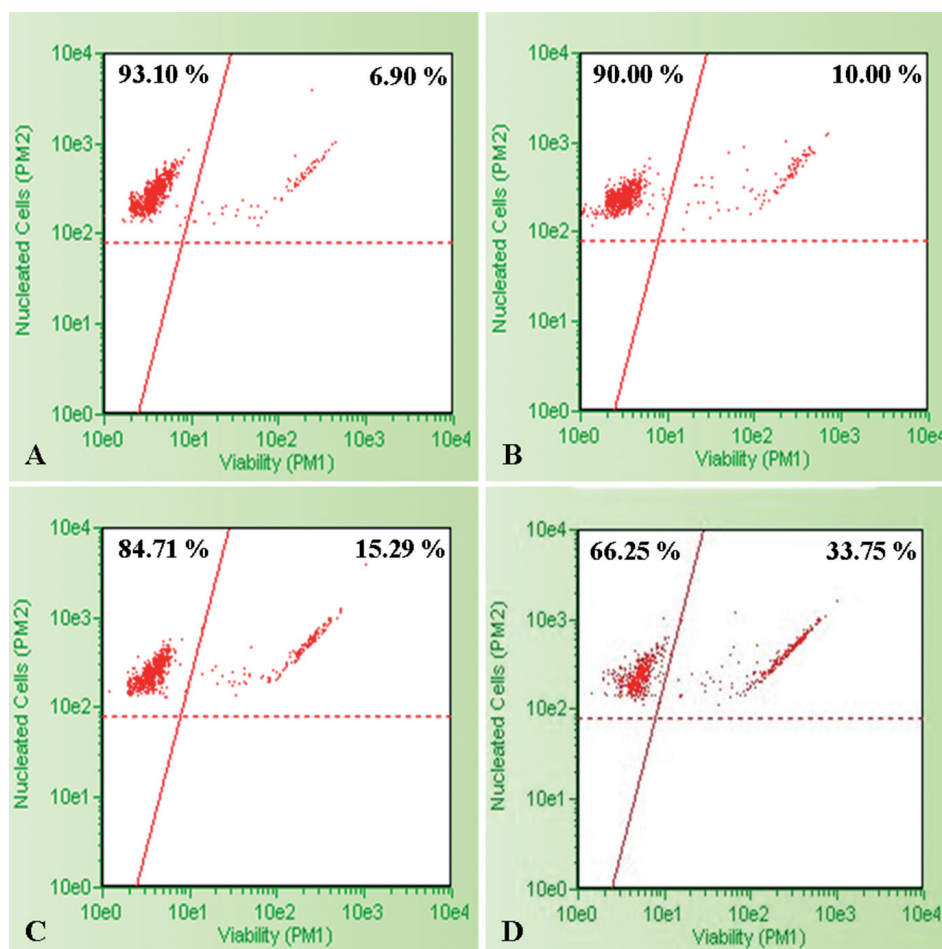 10e4
93.10 %
6.90 %
10e3
10e2
10e1
10e0
Nucleated Cells (PM2)
10e0
10e1
10e2
10e3
10e4
Viability (PM1)
A
10e4
90.00 %
10.00 %
10e3
10e2
10e1
10e0
Nucleated Cells (PM2)
10e0
10e1
10e2
10e3
10e4
Viability (PM1)
B
10e4
84.71 %
15.29 %
10e3
10e2
10e1
10e0
Nucleated Cells (PM2)
10e0
10e1
10e2
10e3
10e4
Viability (PM1)
C
10e4
66.25 %
33.75 %
10e3
10e2
10e1
10e0
Nucleated Cells (PM2)
10e0
10e1
10e2
10e3
10e4
Viability (PM1)
D